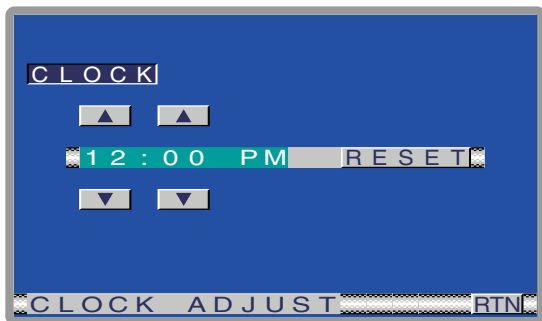 CLOCK
▲ ▲
12:00 PM RESET
▼ ▼
CLOCK ADJUST RTN